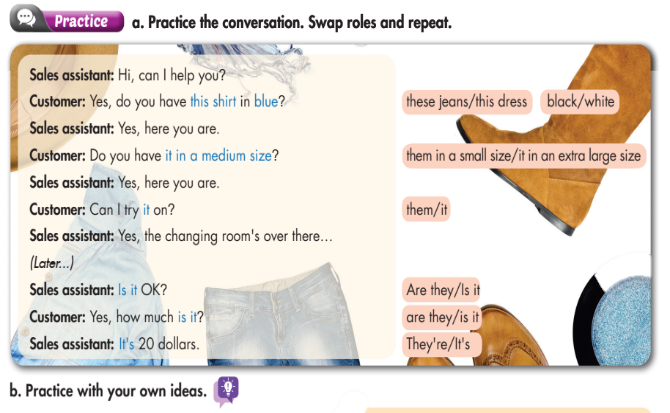 Practice a. Practice the conversation. Swap roles and repeat.
Sales assistant: Hi, can I help you?
Customer: Yes, do you have this shirt in blue? these jeans/this dress black/white
Sales assistant: Yes, here you are.
Customer: Do you have it in a medium size? them in a small size/it in an extra large size
Sales assistant: Yes, here you are.
Customer: Can I try it on? them/it
Sales assistant: Yes, the changing room's over there...
(Later...)
Sales assistant: Is it OK? Are they/Is it
Customer: Yes, how much is it? are they/is it
Sales assistant: It's 20 dollars. They're/It's
b. Practice with your own ideas.